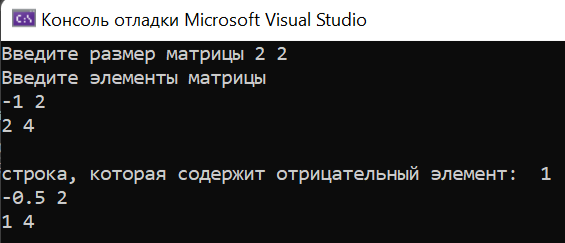 Консоль отладки Microsoft Visual Studio
Введите размер матрицы 2 2
Введите элементы матрицы
-1 2
2 4
строка, которая содержит отрицательный элемент:  1
-0.5 2
1 4